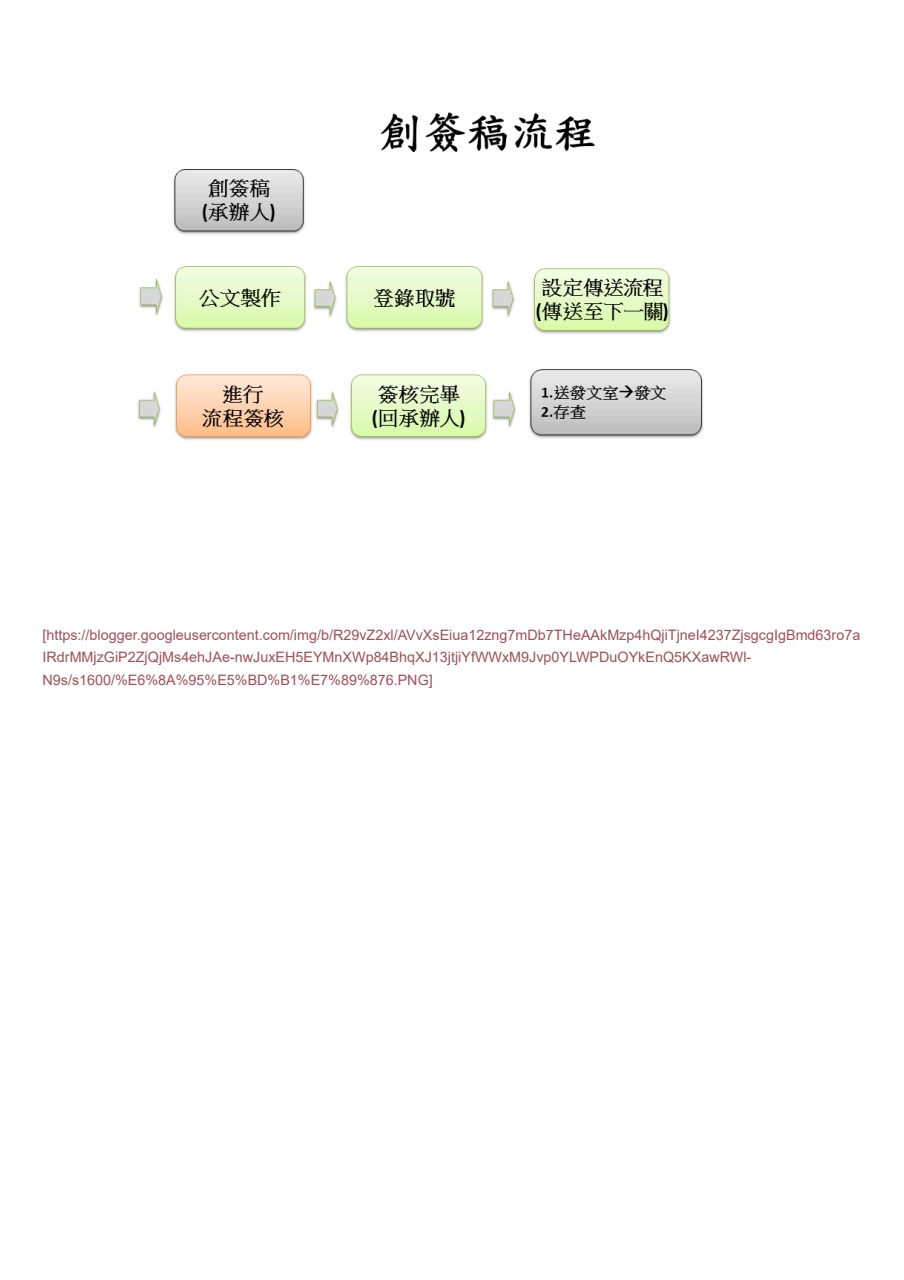 創簽稿流程
創簽稿
(承辦人)
公文製作
登錄取號
設定傳送流程
(傳送至下一關)
進行
流程簽核
簽核完畢
(回承辦人)
1.送發文室→發文
2.存查
[https://blogger.googleusercontent.com/img/b/R29vZ2xl/AVvXsEiua12zng7mDb7THeAAkMzp4hQjiTjneI4237ZjsgcgIgBmd63ro7a
IRdrMMjzGiP2ZjQjMs4ehJAe-nwJuxEH5EYMnXWp84BhqXJ13jtjiYfWWxM9Jvp0YLWPDuOYkEnQ5KXawRWl-
N9s/s1600/%E6%8A%95%E5%BD%B1%E7%89%876.PNG]